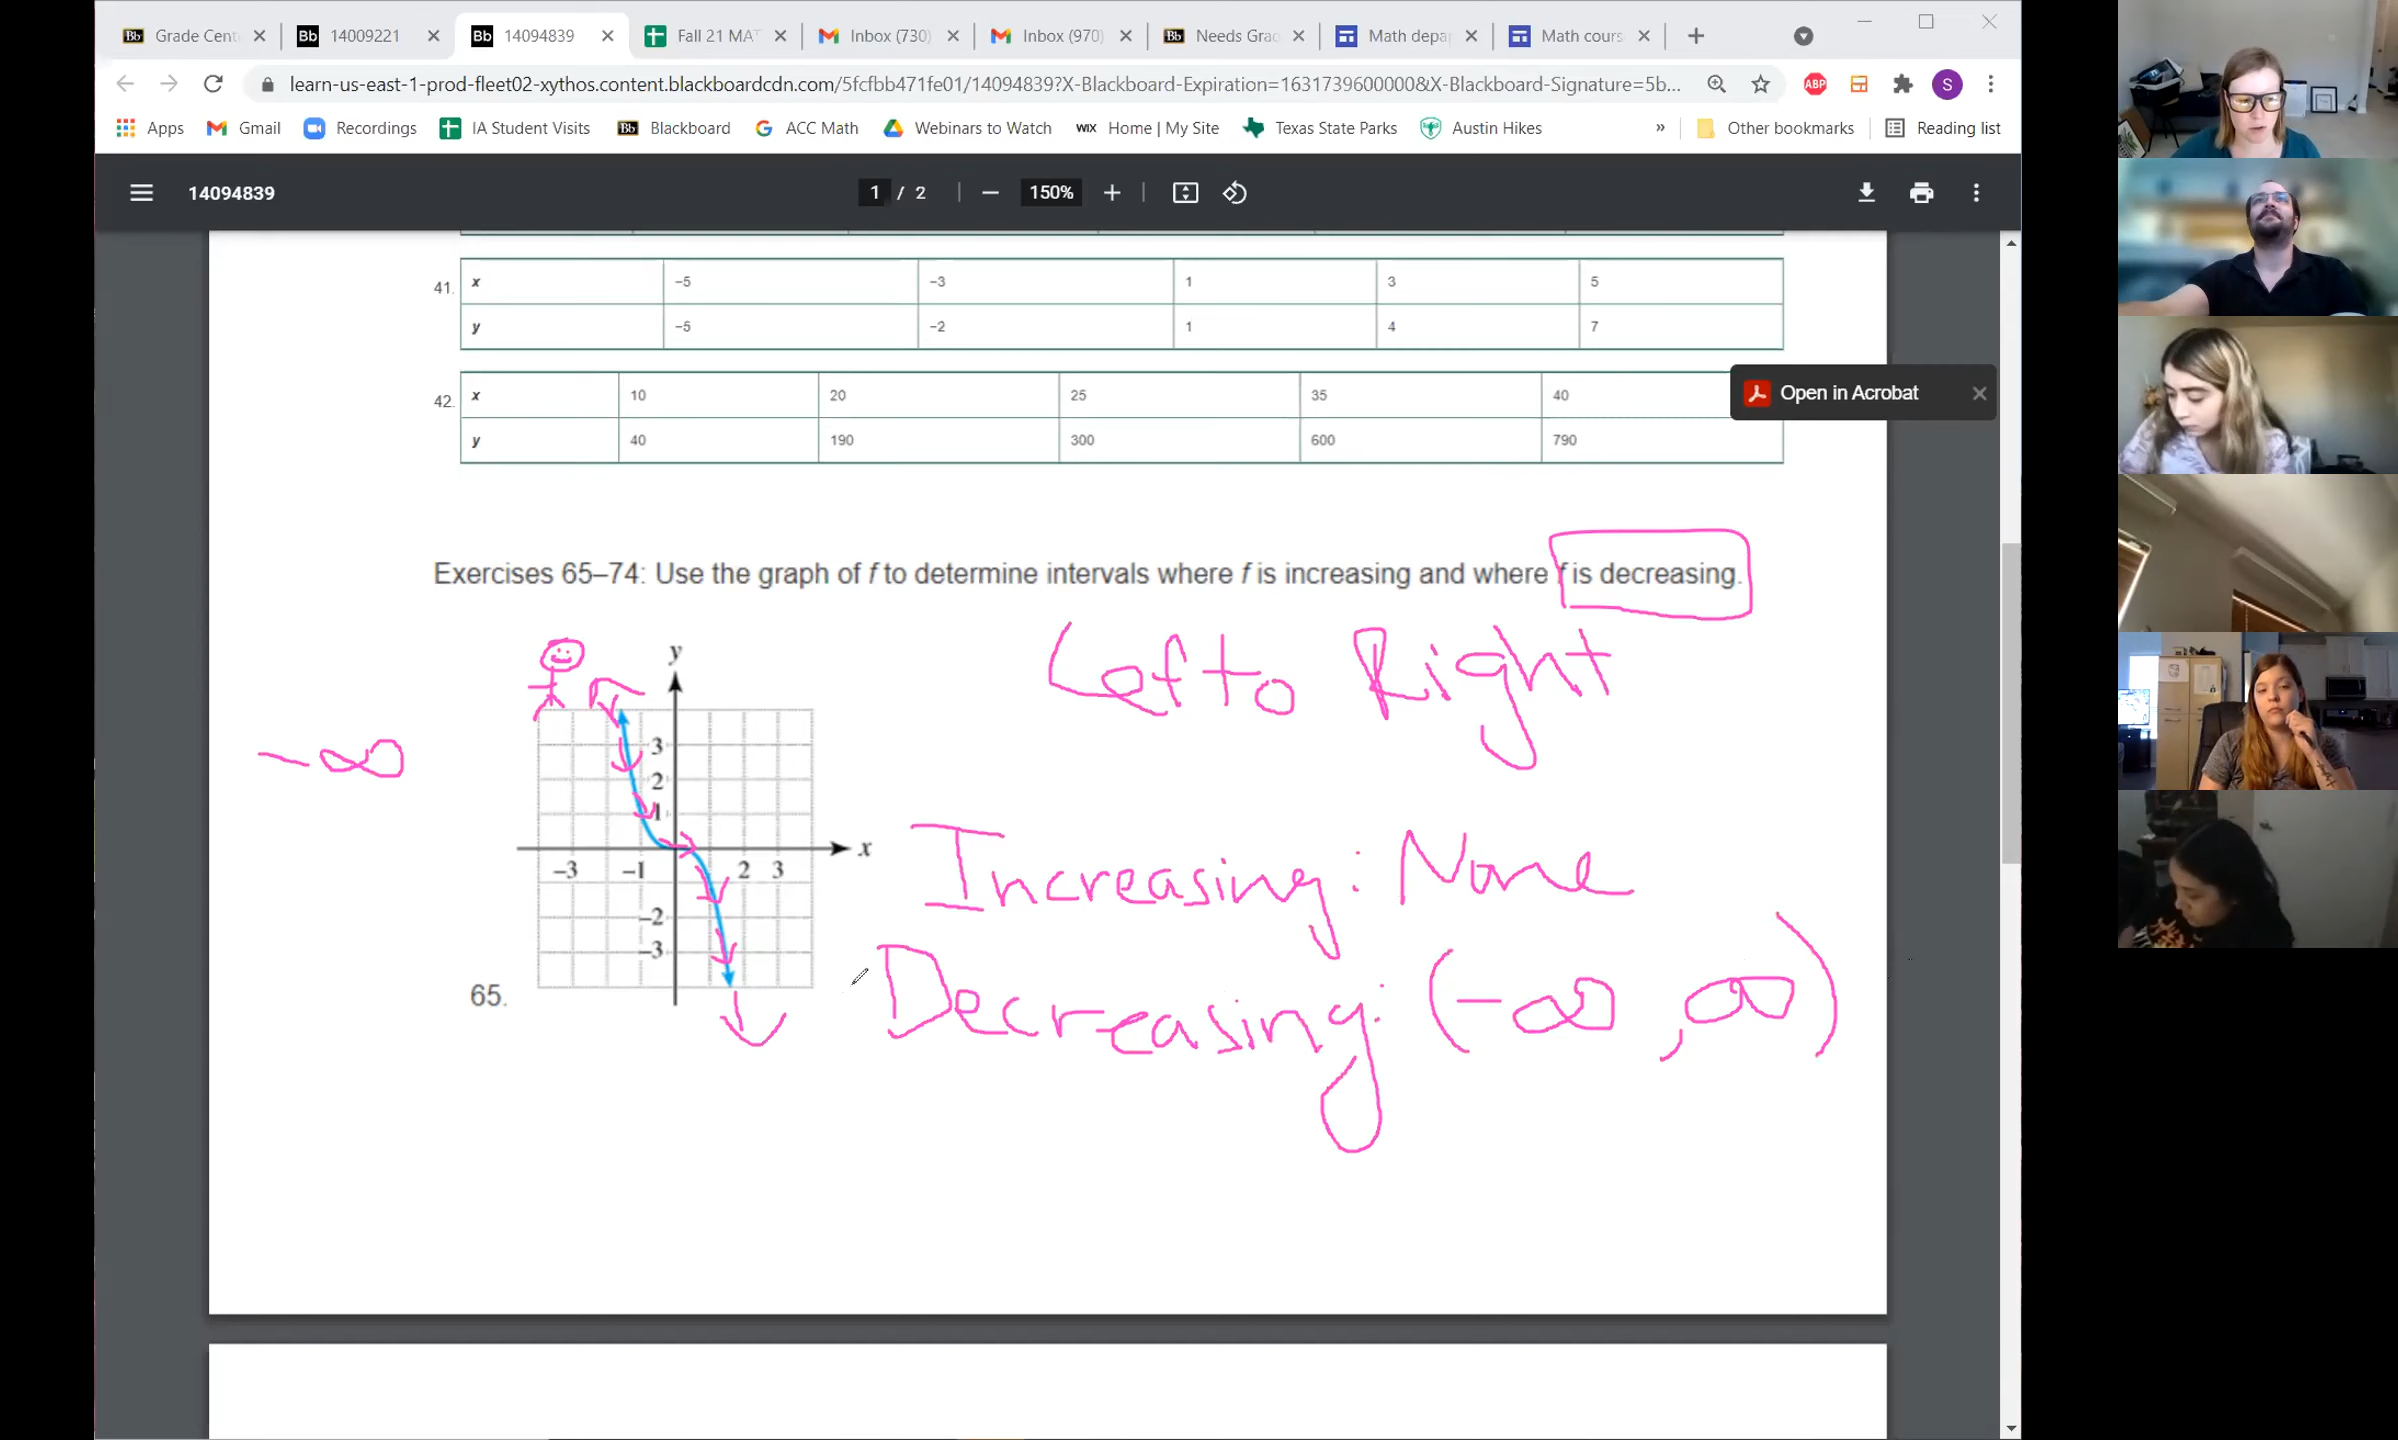 Grade Cent
14009221
14094839
Fall 21 MAT
Inbox (730)
Inbox (970)
Needs Grad
Math depa
Math cours
learn-us-east-1-prod-fleet02-xythos.content.blackboardcdn.com/5fcfbb471fe01/14094839?X-Blackboard-Expiration=1631739600000&X-Blackboard-Signature=5b...
ABP
S
Apps Gmail Recordings IA Student Visits Blackboard ACC Math Webinars to Watch WIX Home | My Site Texas State Parks Austin Hikes » Other bookmarks Reading list
14094839 1 / 2 − 150% +
41. x −5 −3 1 3 5
y −5 −2 1 4 7
Open in Acrobat
42. x 10 20 25 35 40
y 40 190 300 600 790
Exercises 65–74: Use the graph of f to determine intervals where f is increasing and where f is decreasing.
Left to Right
y
−∞
3
2
1
x
−3 −1 2 3
−2
−3
65.
Increasing: None
Decreasing: (−∞, ∞)